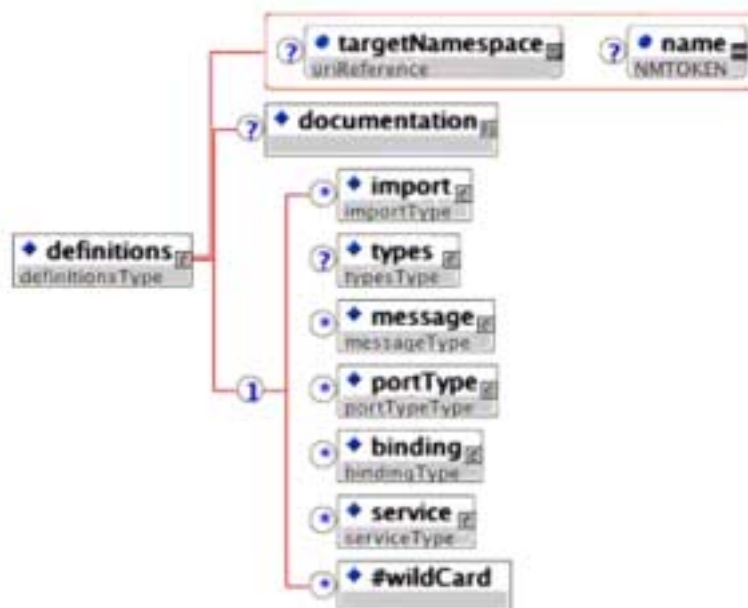 ? targetNamespace ? name
uriReference NMTOKEN
? documentation
* import
importType
definitions ? types
definitionsType typesType
* message
messageType
1 * portType
portTypeType
* binding
bindingType
* service
serviceType
* #wildCard